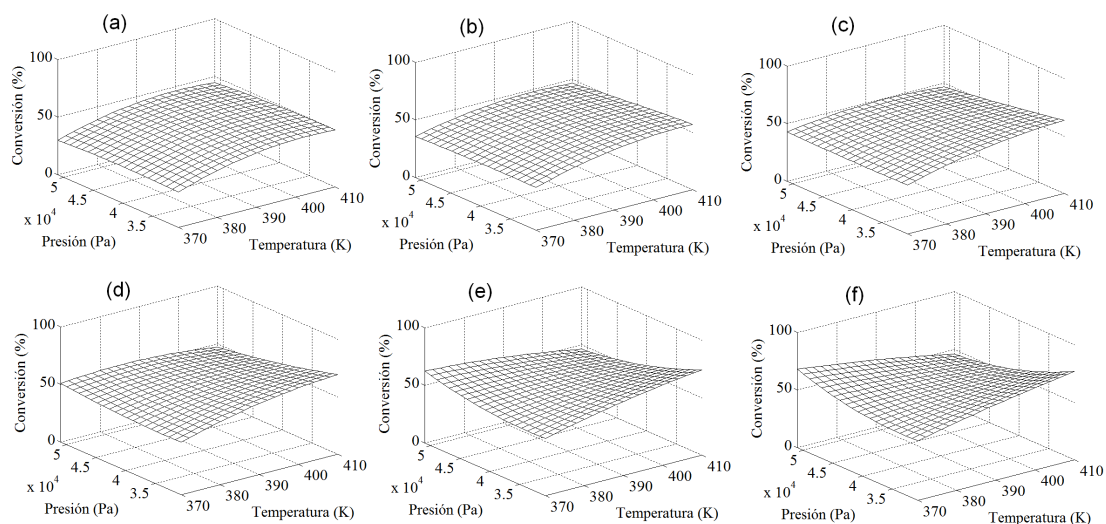 (a)
100
50
0
Conversión (%)
5
4.5
4
3.5
x 10^4
Presión (Pa)
370
380
390
400
410
Temperatura (K)
(b)
100
50
0
Conversión (%)
5
4.5
4
3.5
x 10^4
Presión (Pa)
370
380
390
400
410
Temperatura (K)
(c)
100
50
0
Conversión (%)
5
4.5
4
3.5
x 10^4
Presión (Pa)
370
380
390
400
410
Temperatura (K)
(d)
100
50
0
Conversión (%)
5
4.5
4
3.5
x 10^4
Presión (Pa)
370
380
390
400
410
Temperatura (K)
(e)
100
50
0
Conversión (%)
5
4.5
4
3.5
x 10^4
Presión (Pa)
370
380
390
400
410
Temperatura (K)
(f)
100
50
0
Conversión (%)
5
4.5
4
3.5
x 10^4
Presión (Pa)
370
380
390
400
410
Temperatura (K)